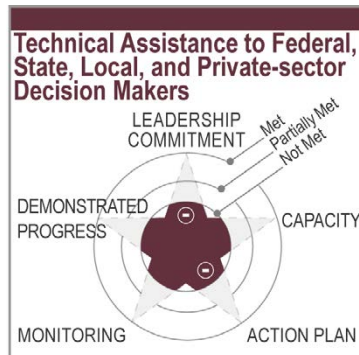 Technical Assistance to Federal,
State, Local, and Private-sector
Decision Makers
LEADERSHIP
COMMITMENT
Met
Partially Met
Not Met
DEMONSTRATED
PROGRESS
CAPACITY
MONITORING
ACTION PLAN